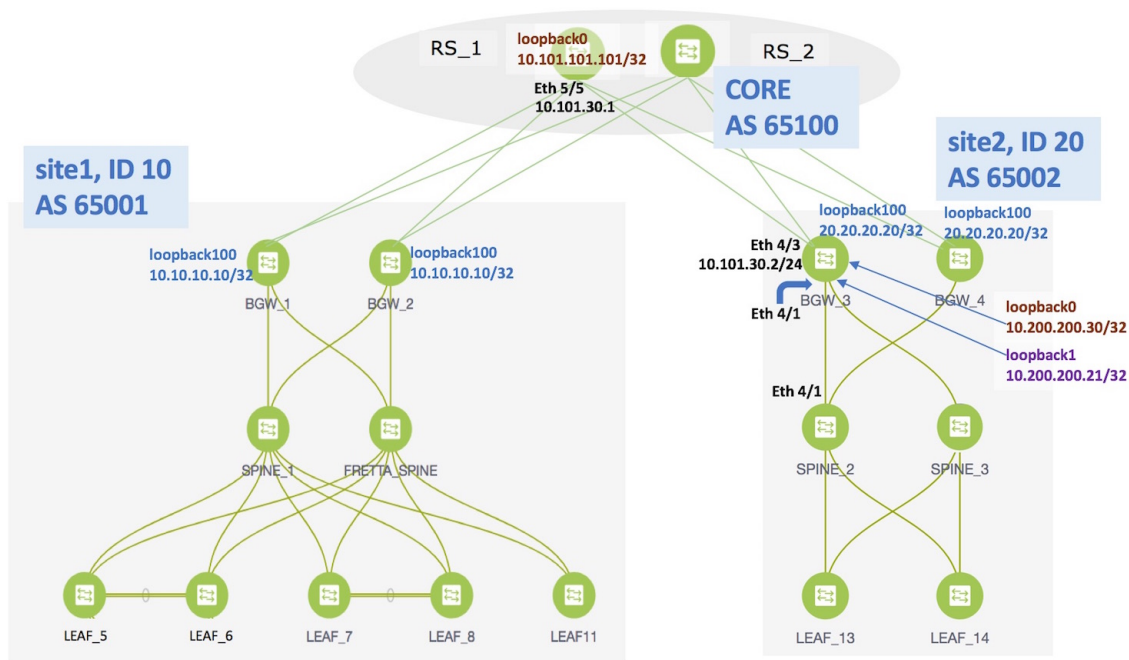 RS_1
loopback0
10.101.101.101/32
RS_2
Eth 5/5
10.101.30.1
CORE
AS 65100
site1, ID 10
AS 65001
site2, ID 20
AS 65002
loopback100
10.10.10.10/32
loopback100
10.10.10.10/32
loopback100
20.20.20.20/32
loopback100
20.20.20.20/32
Eth 4/3
10.101.30.2/24
BGW_1
BGW_2
BGW_3
BGW_4
Eth 4/1
loopback0
10.200.200.30/32
loopback1
10.200.200.21/32
Eth 4/1
SPINE_1
FRETTA_SPINE
SPINE_2
SPINE_3
LEAF_5
LEAF_6
LEAF_7
LEAF_8
LEAF11
LEAF_13
LEAF_14